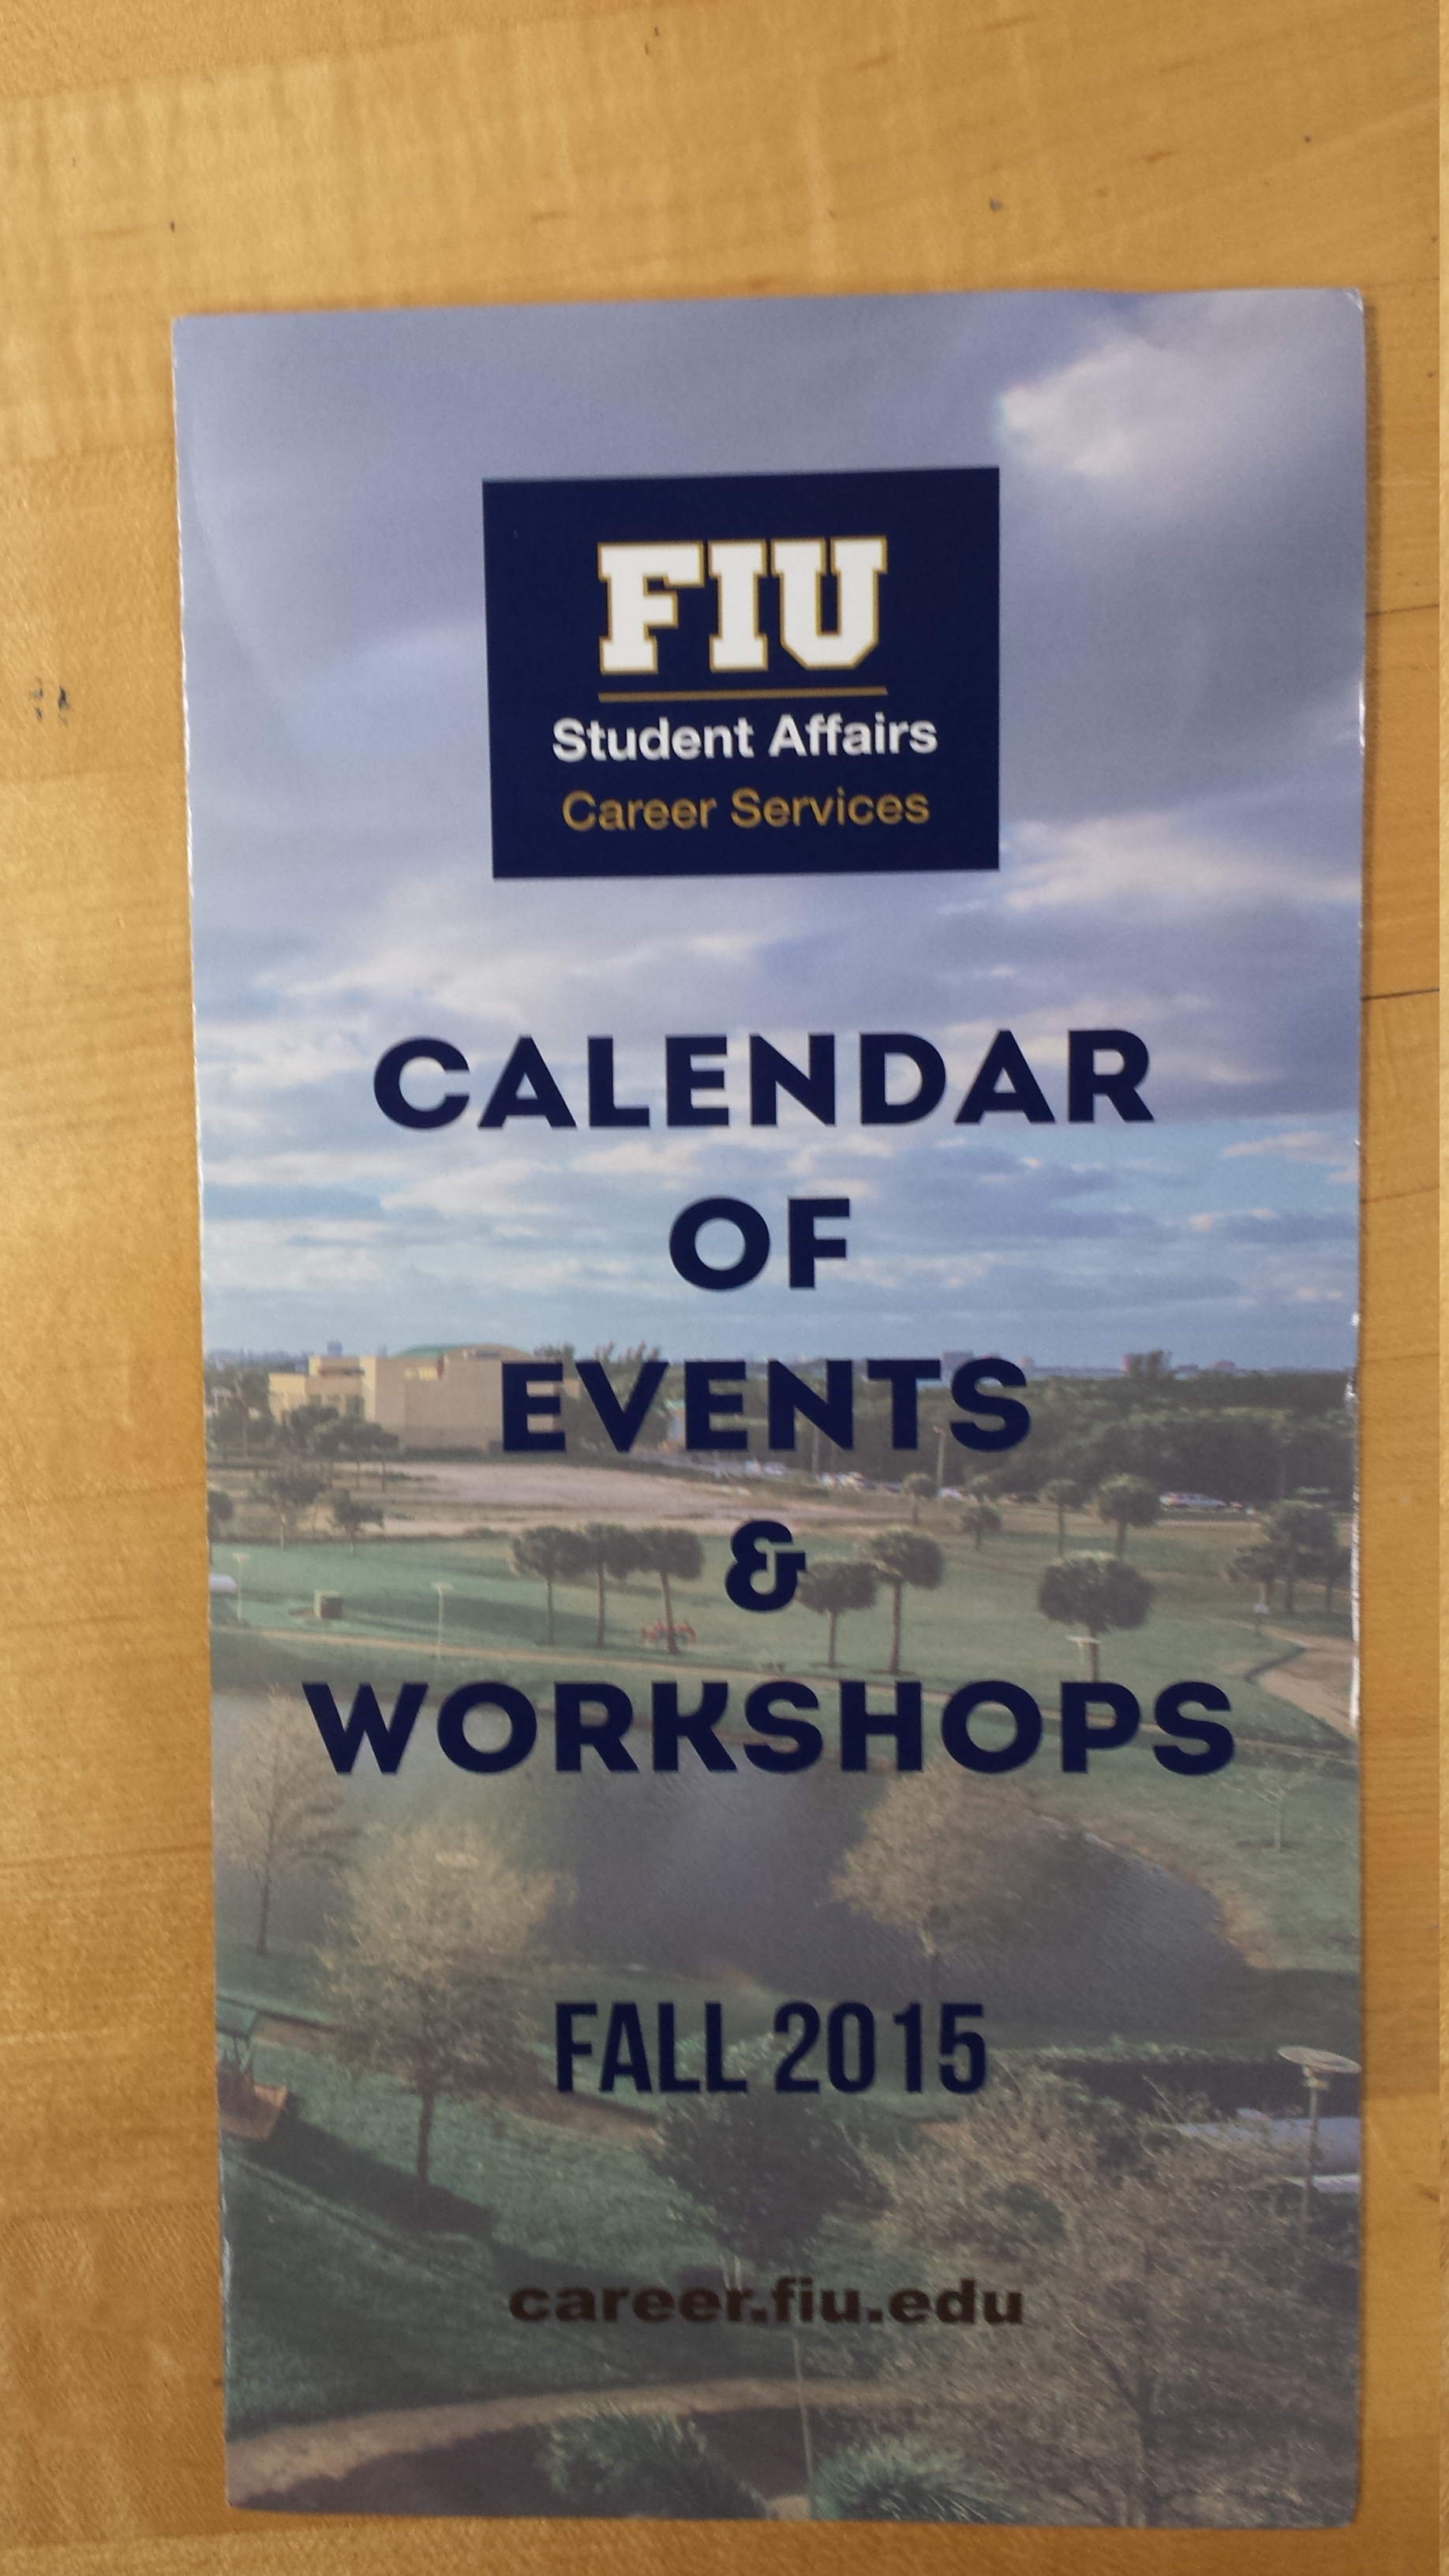 FIU
Student Affairs
Career Services
CALENDAR
OF
EVENTS
&
WORKSHOPS
FALL 2015
career.fiu.edu